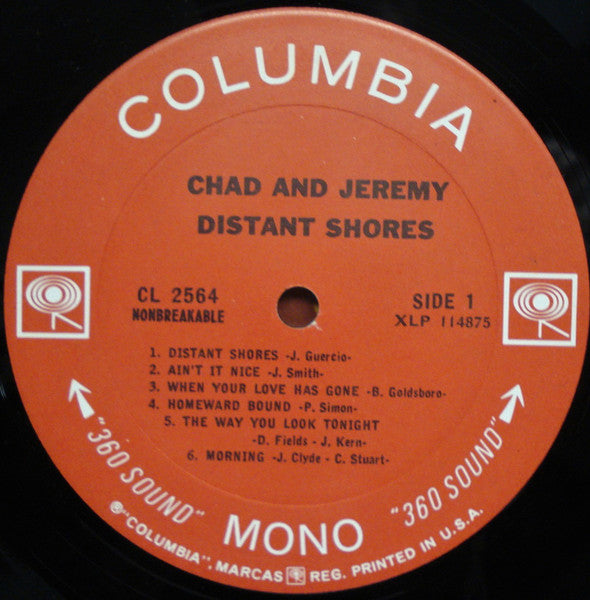 COLUMBIA
CHAD AND JEREMY
DISTANT SHORES
CL 2564
NONBREAKABLE
SIDE 1
XLP 114875
1. DISTANT SHORES -J. Guercio-
2. AIN'T IT NICE -J. Smith-
3. WHEN YOUR LOVE HAS GONE -B. Goldsboro-
4. HOMEWARD BOUND -P. Simon-
5. THE WAY YOU LOOK TONIGHT
-D. Fields - J. Kern-
6. MORNING -J. Clyde - C. Stuart-
"360 SOUND"
MONO
"360 SOUND"
® "COLUMBIA", MARCAS REG. PRINTED IN U.S.A.